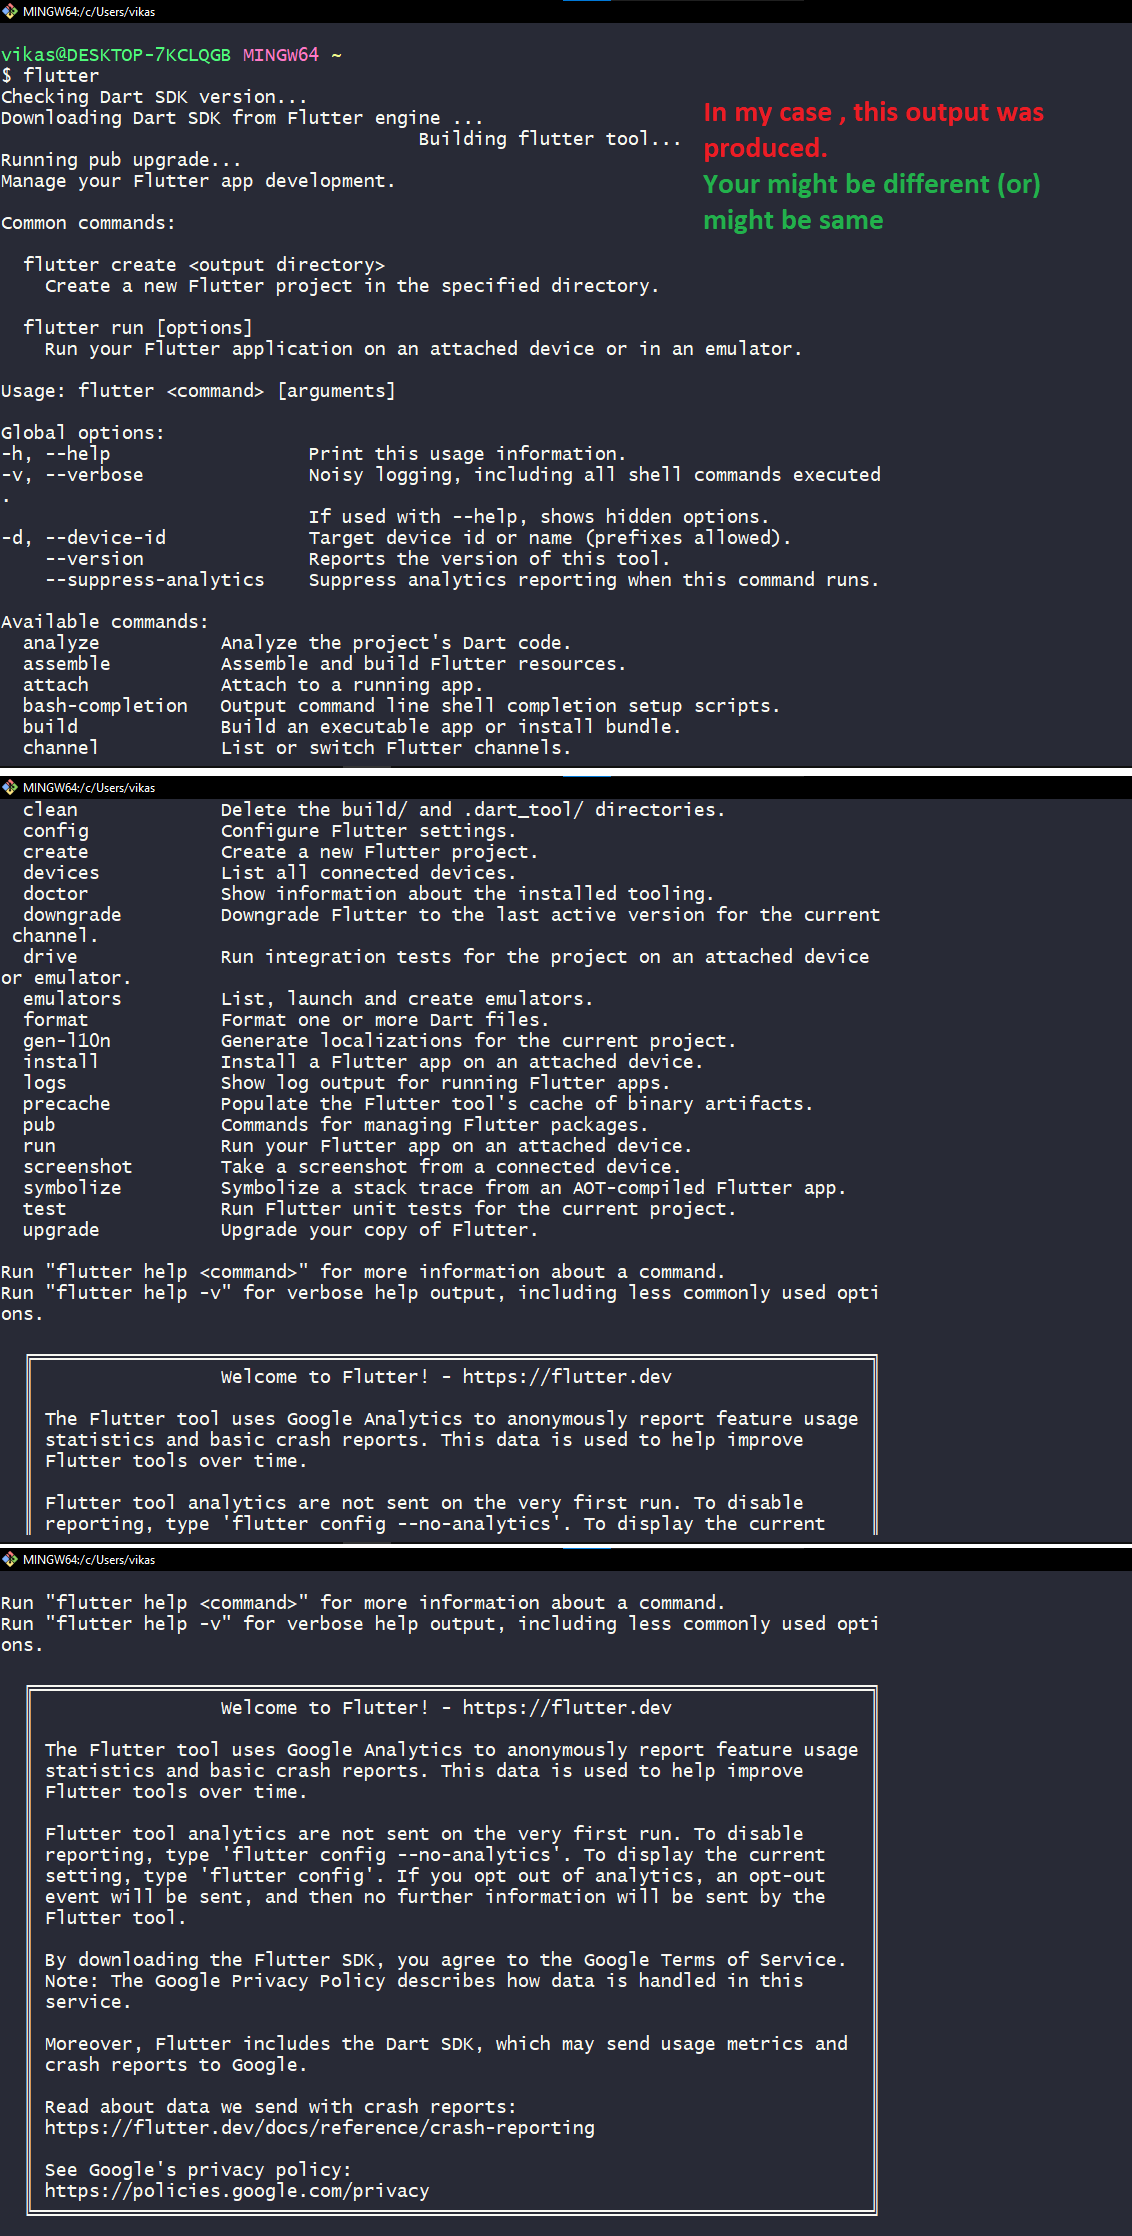 MINGW64:/c/Users/vikas
vikas@DESKTOP-7KCLQGB MINGW64 ~
$ flutter
Checking Dart SDK version...
Downloading Dart SDK from Flutter engine ...
Building flutter tool...
Running pub upgrade...
Manage your Flutter app development.
In my case , this output was
produced.
Your might be different (or)
might be same
Common commands:
flutter create <output directory>
Create a new Flutter project in the specified directory.
flutter run [options]
Run your Flutter application on an attached device or in an emulator.
Usage: flutter <command> [arguments]
Global options:
-h, --help Print this usage information.
-v, --verbose Noisy logging, including all shell commands executed
.
If used with --help, shows hidden options.
-d, --device-id Target device id or name (prefixes allowed).
--version Reports the version of this tool.
--suppress-analytics Suppress analytics reporting when this command runs.
Available commands:
analyze Analyze the project's Dart code.
assemble Assemble and build Flutter resources.
attach Attach to a running app.
bash-completion Output command line shell completion setup scripts.
build Build an executable app or install bundle.
channel List or switch Flutter channels.
MINGW64:/c/Users/vikas
clean Delete the build/ and .dart_tool/ directories.
config Configure Flutter settings.
create Create a new Flutter project.
devices List all connected devices.
doctor Show information about the installed tooling.
downgrade Downgrade Flutter to the last active version for the current
channel.
drive Run integration tests for the project on an attached device
or emulator.
emulators List, launch and create emulators.
format Format one or more Dart files.
gen-l10n Generate localizations for the current project.
install Install a Flutter app on an attached device.
logs Show log output for running Flutter apps.
precache Populate the Flutter tool's cache of binary artifacts.
pub Commands for managing Flutter packages.
run Run your Flutter app on an attached device.
screenshot Take a screenshot from a connected device.
symbolize Symbolize a stack trace from an AOT-compiled Flutter app.
test Run Flutter unit tests for the current project.
upgrade Upgrade your copy of Flutter.
Run "flutter help <command>" for more information about a command.
Run "flutter help -v" for verbose help output, including less commonly used opti
ons.
Welcome to Flutter! - https://flutter.dev
The Flutter tool uses Google Analytics to anonymously report feature usage
statistics and basic crash reports. This data is used to help improve
Flutter tools over time.
Flutter tool analytics are not sent on the very first run. To disable
reporting, type 'flutter config --no-analytics'. To display the current
MINGW64:/c/Users/vikas
Run "flutter help <command>" for more information about a command.
Run "flutter help -v" for verbose help output, including less commonly used opti
ons.
Welcome to Flutter! - https://flutter.dev
The Flutter tool uses Google Analytics to anonymously report feature usage
statistics and basic crash reports. This data is used to help improve
Flutter tools over time.
Flutter tool analytics are not sent on the very first run. To disable
reporting, type 'flutter config --no-analytics'. To display the current
setting, type 'flutter config'. If you opt out of analytics, an opt-out
event will be sent, and then no further information will be sent by the
Flutter tool.
By downloading the Flutter SDK, you agree to the Google Terms of Service.
Note: The Google Privacy Policy describes how data is handled in this
service.
Moreover, Flutter includes the Dart SDK, which may send usage metrics and
crash reports to Google.
Read about data we send with crash reports:
https://flutter.dev/docs/reference/crash-reporting
See Google's privacy policy:
https://policies.google.com/privacy